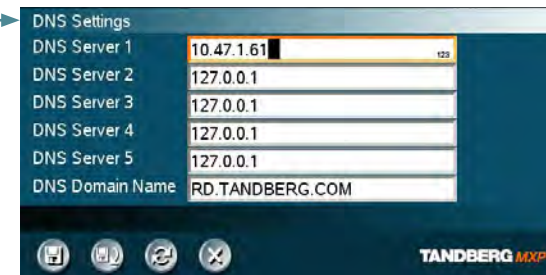 DNS Settings
DNS Server 1 10.47.1.61 123
DNS Server 2 127.0.0.1
DNS Server 3 127.0.0.1
DNS Server 4 127.0.0.1
DNS Server 5 127.0.0.1
DNS Domain Name RD.TANDBERG.COM
TANDBERG MXP